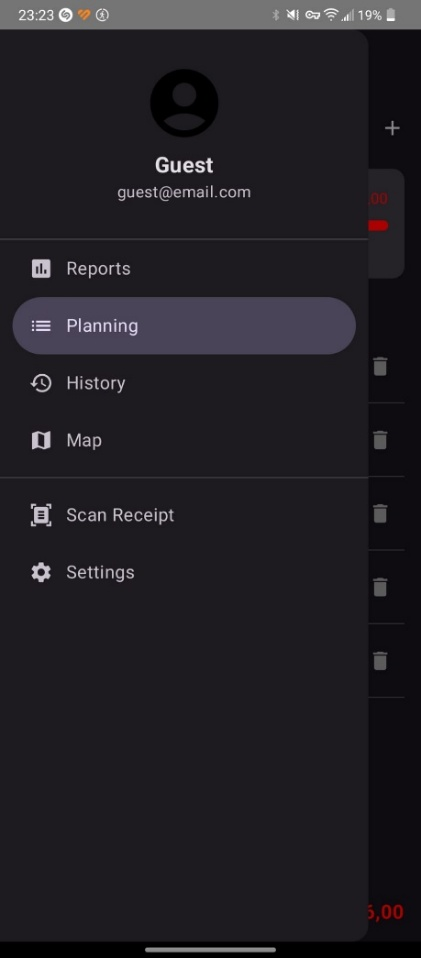 23:23
19%
Guest
guest@email.com
Reports
Planning
History
Map
Scan Receipt
Settings